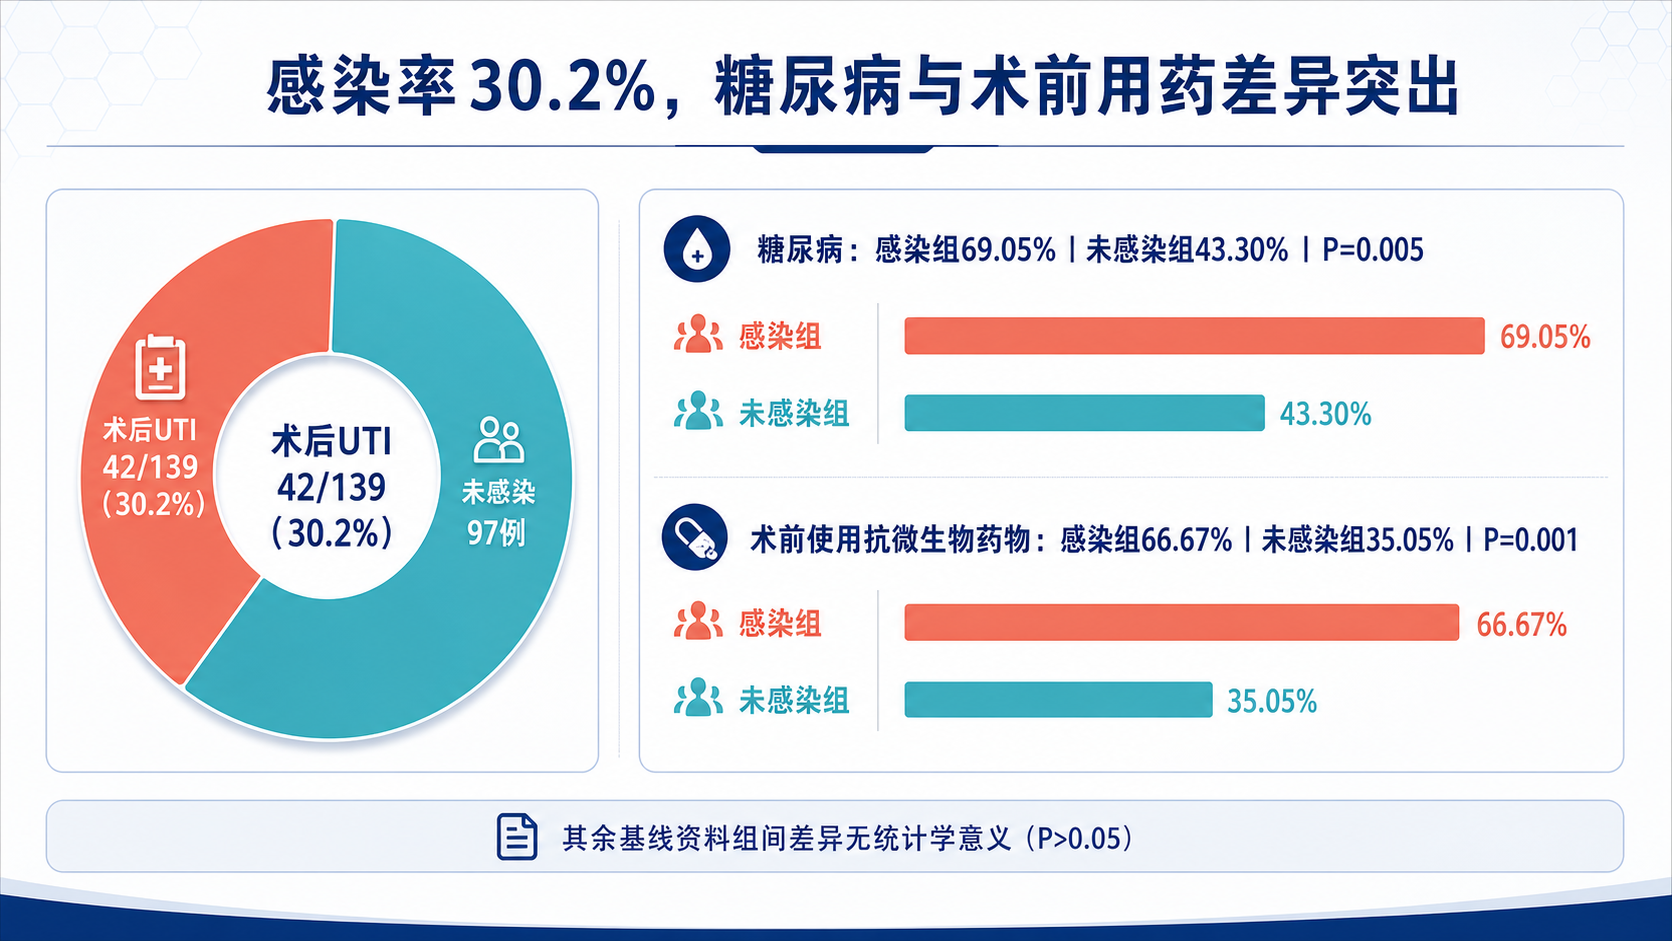 感染率30.2%，糖尿病与术前用药差异突出
术后UTI
42/139
（30.2%）
术后UTI
42/139
（30.2%）
未感染
97例
糖尿病：感染组69.05%｜未感染组43.30%｜P=0.005
感染组
69.05%
未感染组
43.30%
术前使用抗微生物药物：感染组66.67%｜未感染组35.05%｜P=0.001
感染组
66.67%
未感染组
35.05%
其余基线资料组间差异无统计学意义（P>0.05）